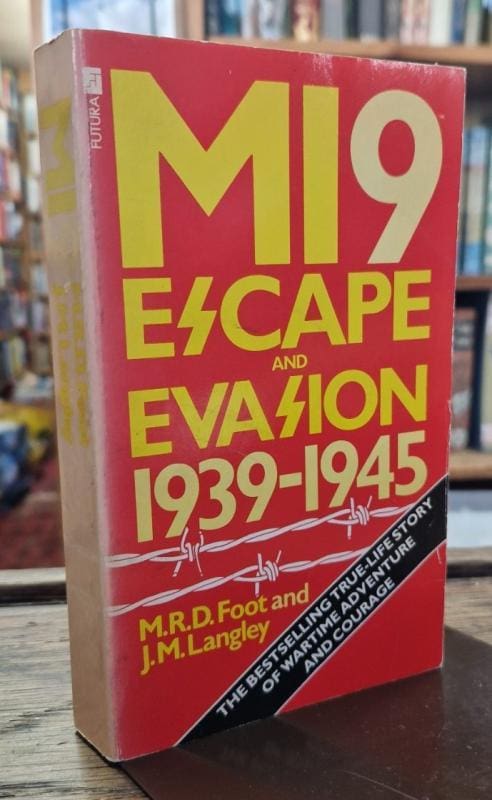 FUTURA
MI9
ESCAPE
AND
EVASION
1939-1945
M.R.D. Foot and
J.M. Langley
THE BESTSELLING TRUE-LIFE STORY
OF WARTIME ADVENTURE
AND COURAGE
MI9